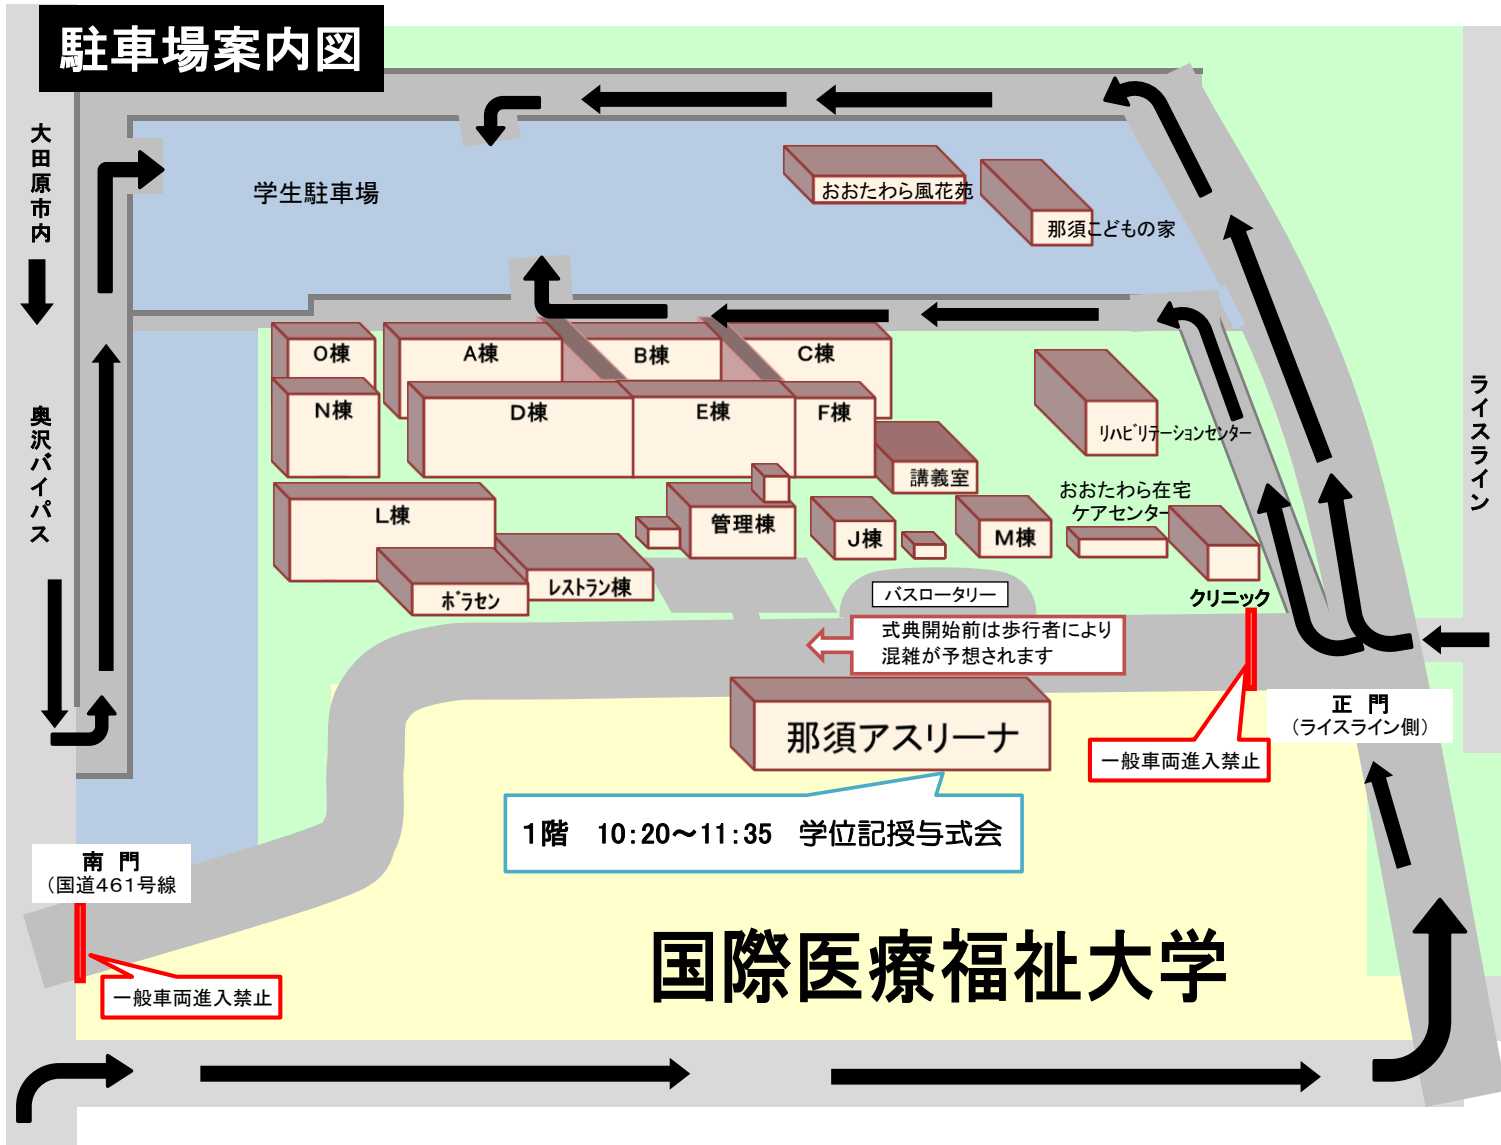 駐車場案内図
大田原市内
奥沢バイパス
ライスライン
学生駐車場
おおたわら風花苑
那須こどもの家
O棟
A棟
B棟
C棟
N棟
D棟
E棟
F棟
講義室
リハビリテーションセンター
L棟
管理棟
J棟
M棟
おおたわら在宅
ケアセンター
ボラセン
レストラン棟
バスロータリー
クリニック
式典開始前は歩行者により
混雑が予想されます
正 門
（ライスライン側）
那須アスリーナ
一般車両進入禁止
1階 10:20～11:35 学位記授与式会
南 門
（国道461号線
一般車両進入禁止
国際医療福祉大学